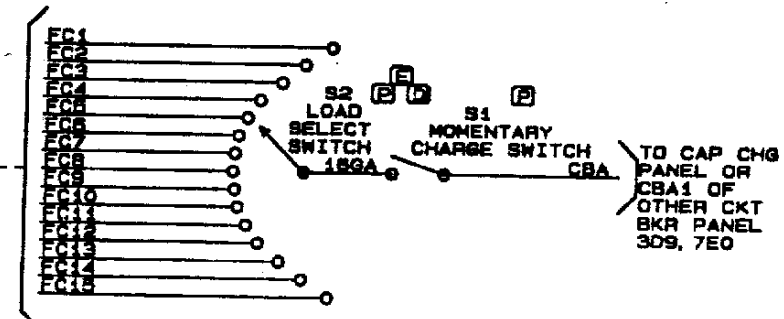 FC1
FC2
FC3
FC4
FC5
FC6
FC7
FC8
FC9
FC10
FC11
FC12
FC13
FC14
FC15
E
P D
S2
LOAD
SELECT
SWITCH
16GA
P
S1
MOMENTARY
CHARGE SWITCH
CBA
TO CAP CHG
PANEL OR
CBA1 OF
OTHER CKT
BKR PANEL
3D9, 7E0